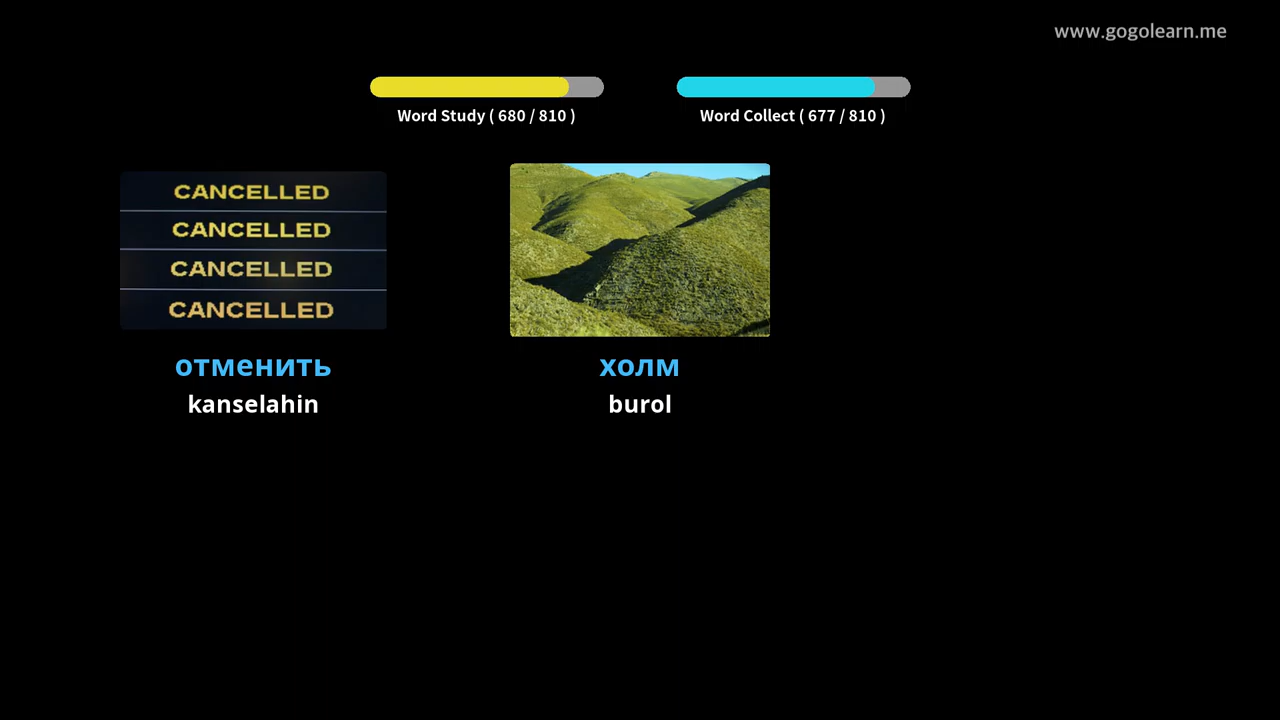 www.gogolearn.me
Word Study ( 680 / 810 )
Word Collect ( 677 / 810 )
CANCELLED
CANCELLED
CANCELLED
CANCELLED
отменить
kanselahin
холм
burol